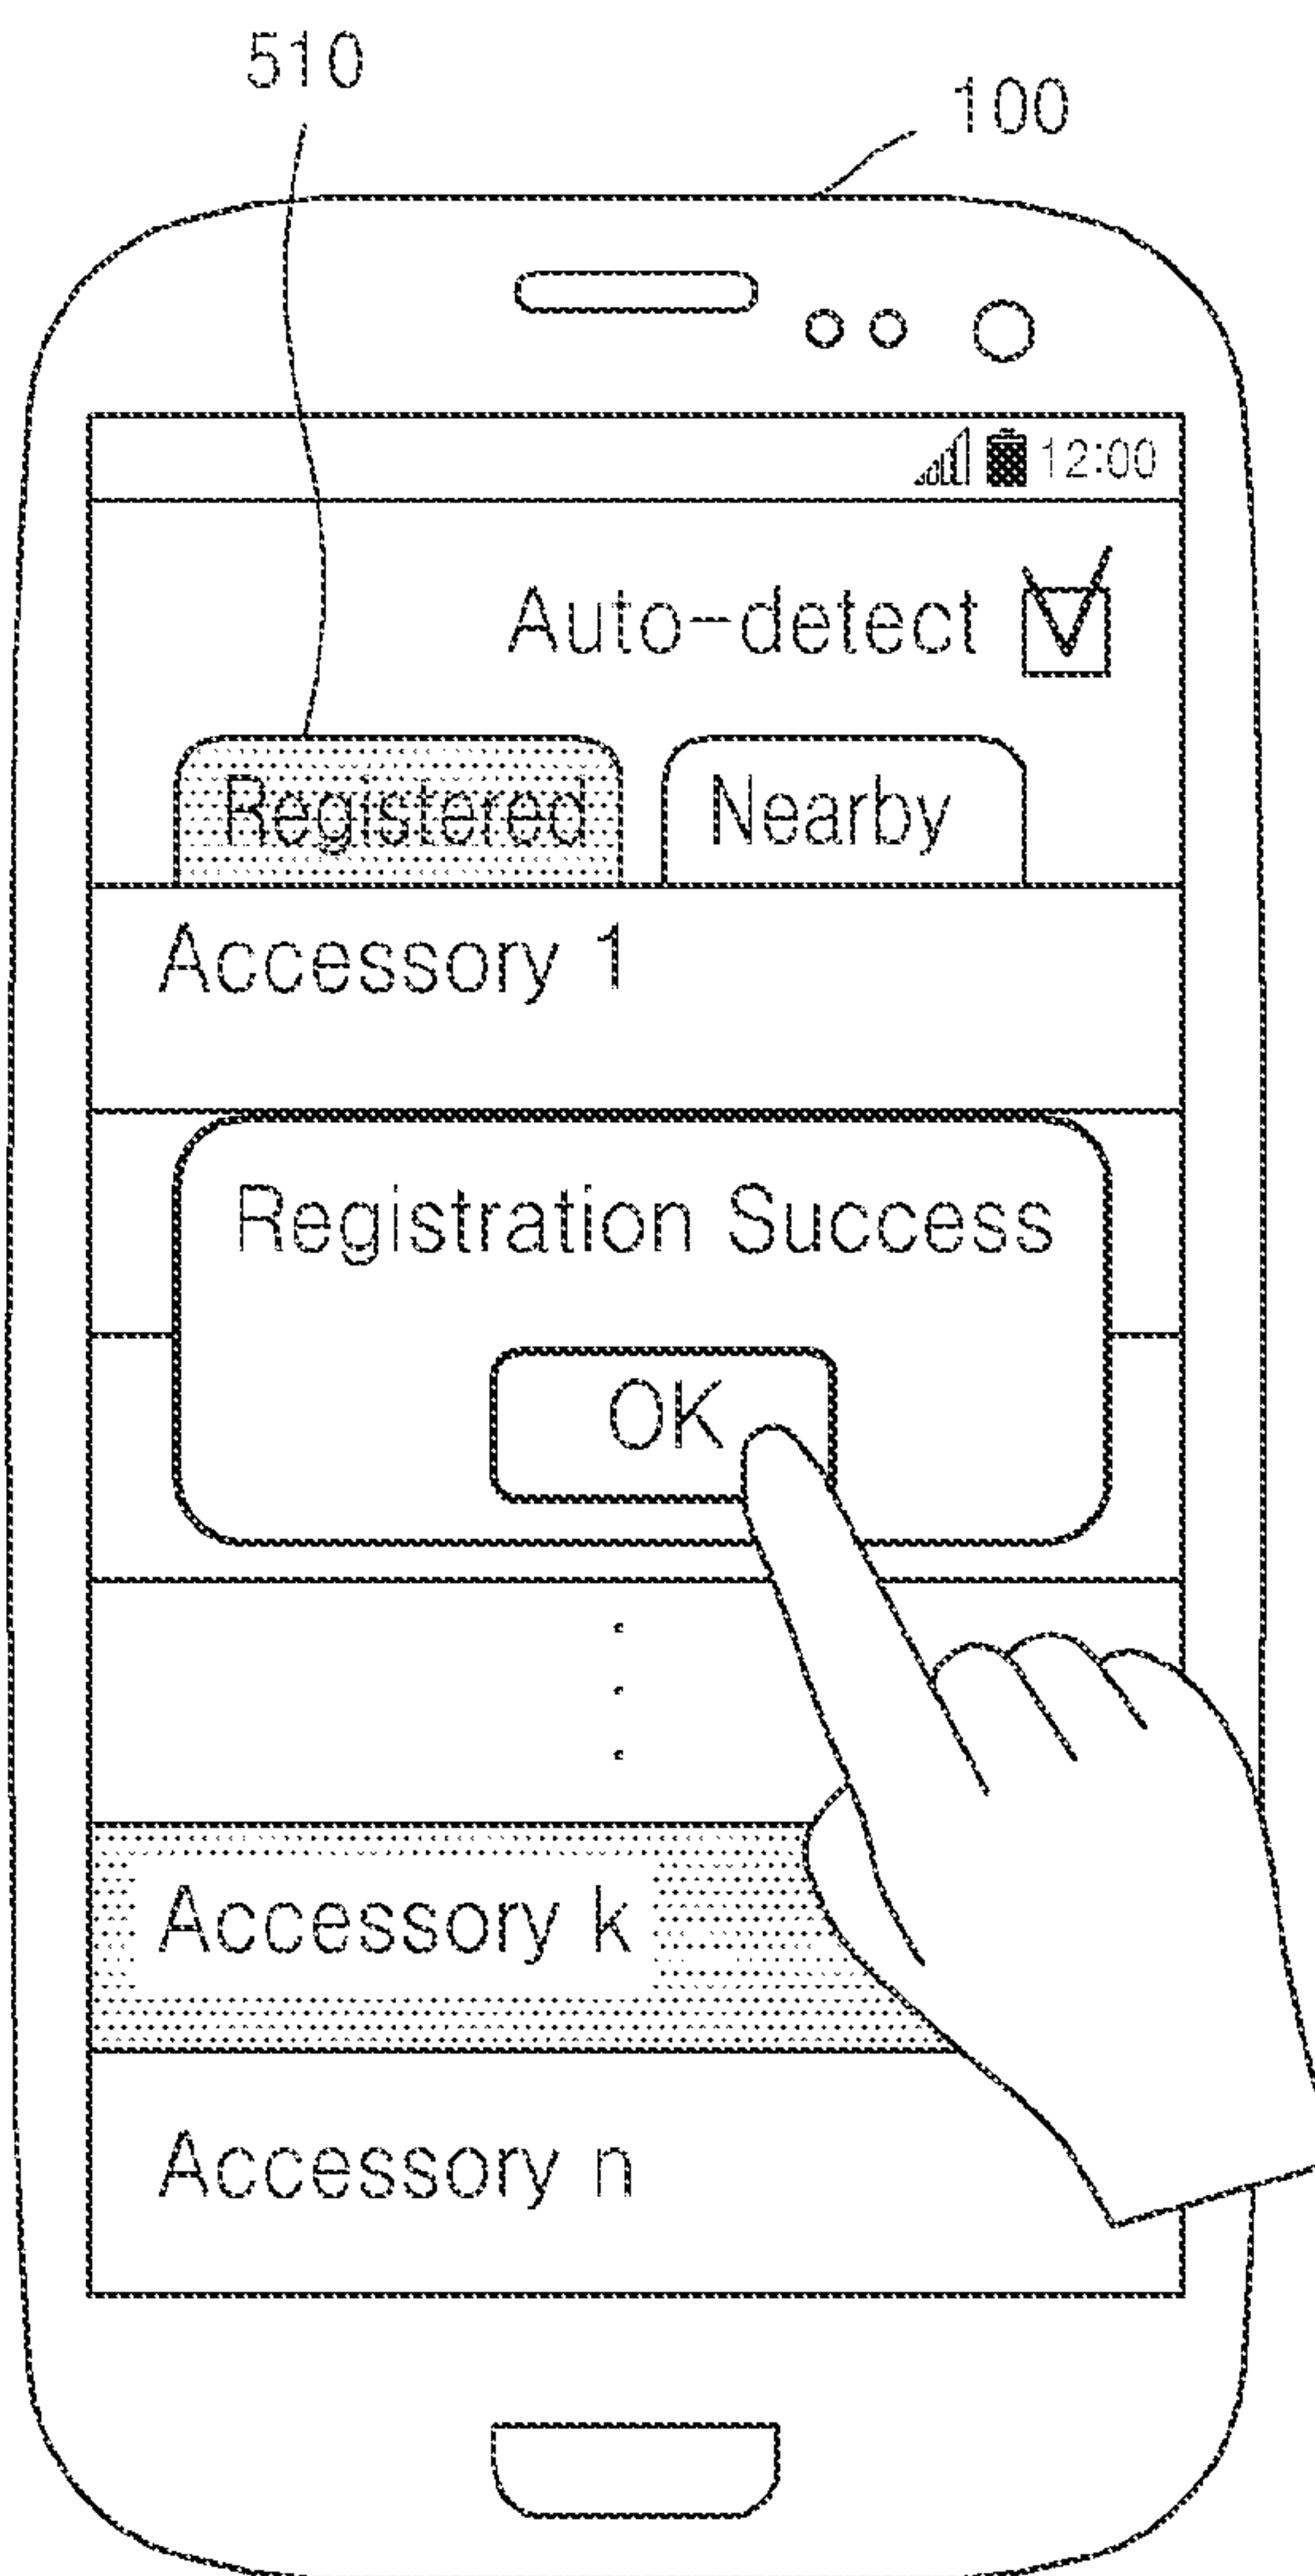 510
100
12:00
Auto-detect
Registered Nearby
Accessory 1
Registration Success
OK
Accessory k
Accessory n